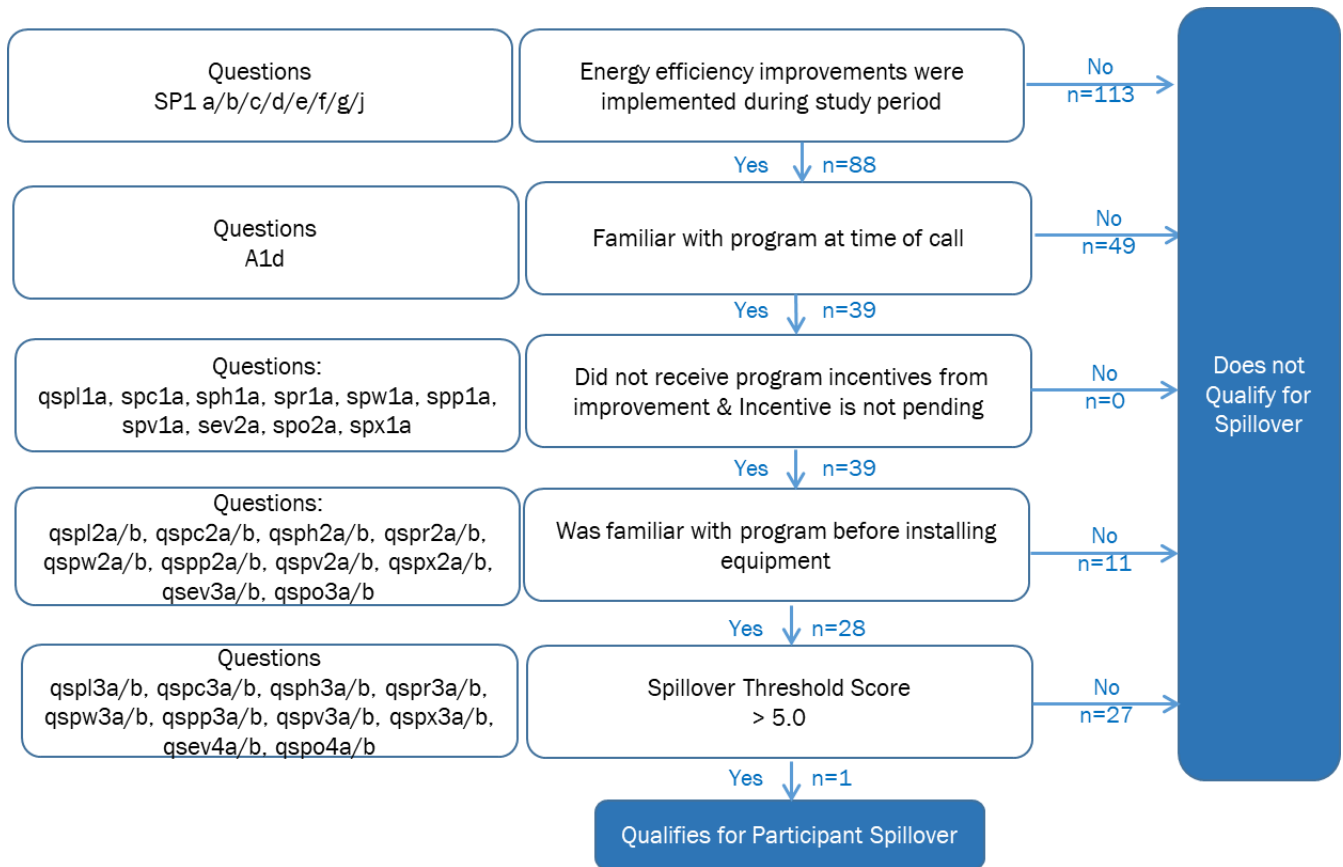 Questions
SP1 a/b/c/d/e/f/g/j
Energy efficiency improvements were
implemented during study period
No
n=113
Yes n=88
Questions
A1d
Familiar with program at time of call
No
n=49
Yes n=39
Questions:
qspl1a, spc1a, sph1a, spr1a, spw1a, spp1a,
spv1a, sev2a, spo2a, spx1a
Did not receive program incentives from
improvement & Incentive is not pending
No
n=0
Does not
Qualify for
Spillover
Yes n=39
Questions:
qspl2a/b, qspc2a/b, qsph2a/b, qspr2a/b,
qspw2a/b, qspp2a/b, qspv2a/b, qspx2a/b,
qsev3a/b, qspo3a/b
Was familiar with program before installing
equipment
No
n=11
Yes n=28
Questions
qspl3a/b, qspc3a/b, qsph3a/b, qspr3a/b,
qspw3a/b, qspp3a/b, qspv3a/b, qspx3a/b,
qsev4a/b, qspo4a/b
Spillover Threshold Score
> 5.0
No
n=27
Yes n=1
Qualifies for Participant Spillover